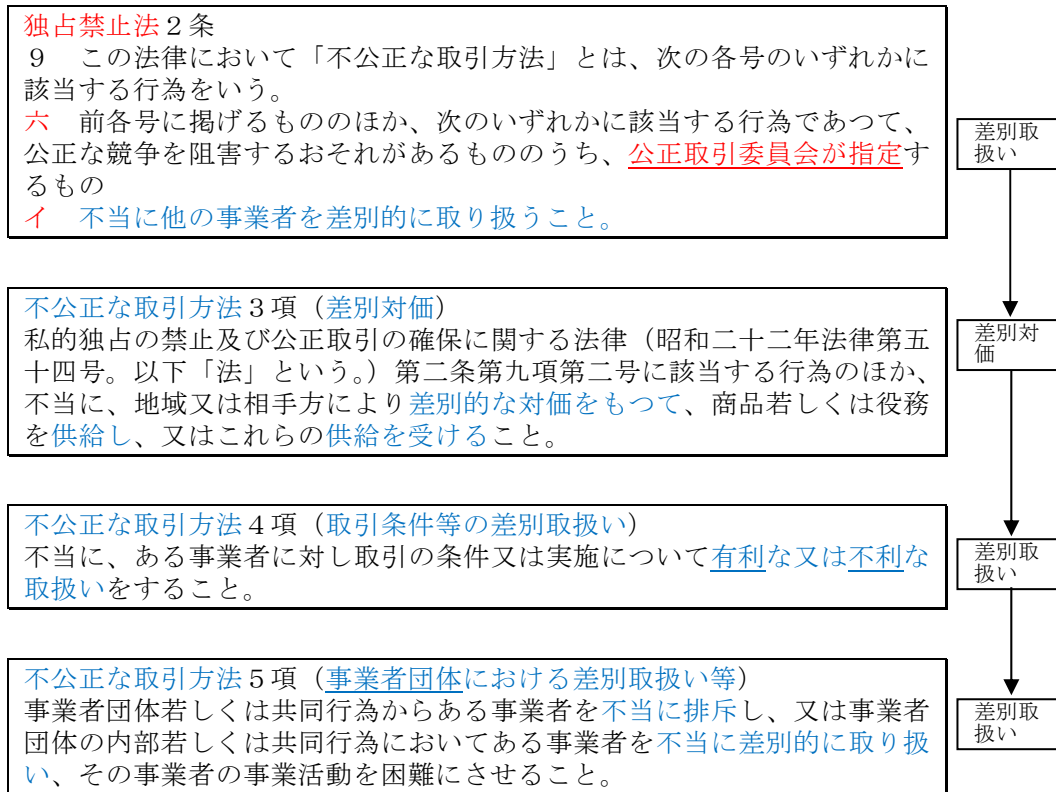 独占禁止法２条
９　この法律において「不公正な取引方法」とは、次の各号のいずれかに
該当する行為をいう。
六　前各号に掲げるもののほか、次のいずれかに該当する行為であつて、
公正な競争を阻害するおそれがあるもののうち、公正取引委員会が指定す
るもの
イ　不当に他の事業者を差別的に取り扱うこと。
差別取
扱い
不公正な取引方法３項（差別対価）
私的独占の禁止及び公正取引の確保に関する法律（昭和二十二年法律第五
十四号。以下「法」という。）第二条第九項第二号に該当する行為のほか、
不当に、地域又は相手方により差別的な対価をもつて、商品若しくは役務
を供給し、又はこれらの供給を受けること。
差別対
価
不公正な取引方法４項（取引条件等の差別取扱い）
不当に、ある事業者に対し取引の条件又は実施について有利な又は不利な
取扱いをすること。
差別取
扱い
不公正な取引方法５項（事業者団体における差別取扱い等）
事業者団体若しくは共同行為からある事業者を不当に排斥し、又は事業者
団体の内部若しくは共同行為においてある事業者を不当に差別的に取り扱
い、その事業者の事業活動を困難にさせること。
差別取
扱い